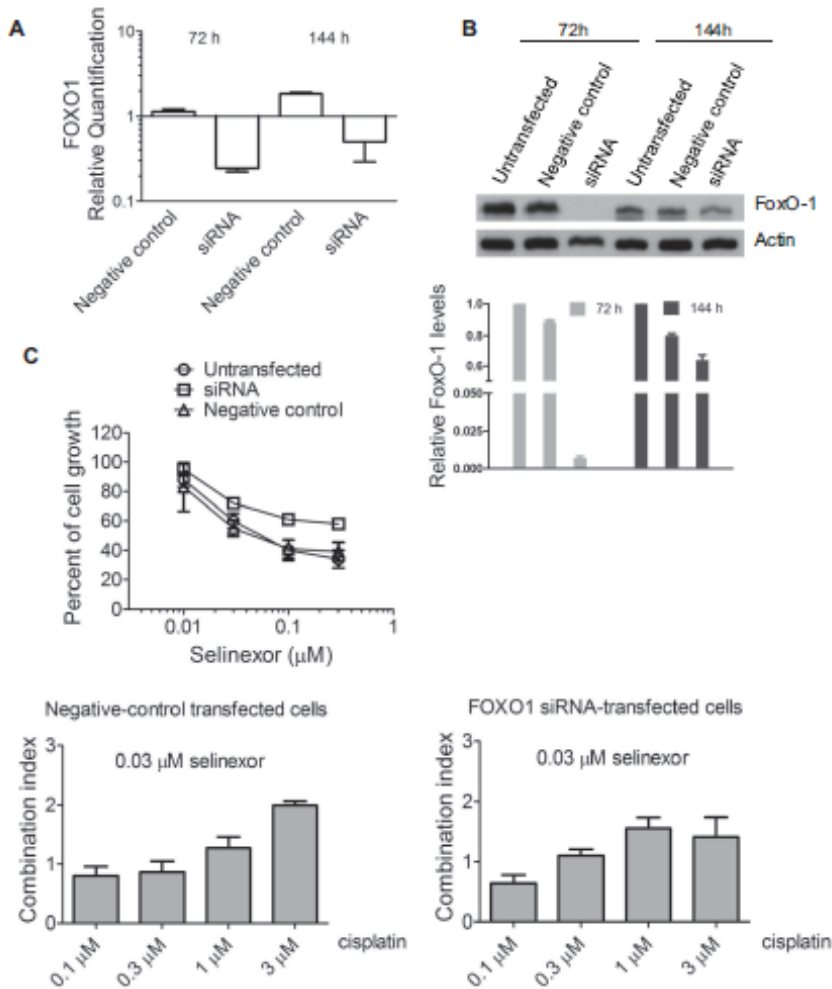 A
72 h
144 h
FOXO1
Relative Quantification
10
1
0.1
Negative control
siRNA
Negative control
siRNA
B
72h
144h
Untransfected
Negative control
siRNA
Untransfected
Negative control
siRNA
FoxO-1
Actin
Relative FoxO-1 levels
1.0
0.8
0.6
0.050
0.025
0.000
72 h
144 h
C
Untransfected
siRNA
Negative control
Percent of cell growth
120
100
80
60
40
20
0
0.01
0.1
1
Selinexor (µM)
Negative-control transfected cells
0.03 µM selinexor
Combination index
3
2
1
0
0.1 µM
0.3 µM
1 µM
3 µM
cisplatin
FOXO1 siRNA-transfected cells
0.03 µM selinexor
Combination index
3
2
1
0
0.1 µM
0.3 µM
1 µM
3 µM
cisplatin